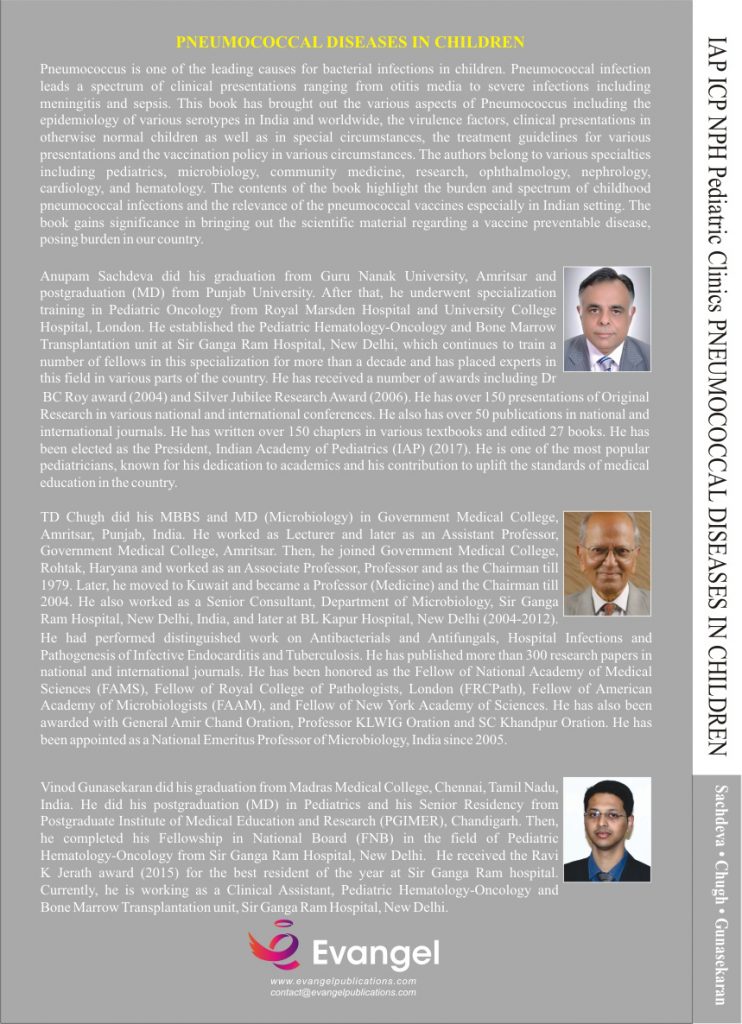 PNEUMOCOCCAL DISEASES IN CHILDREN
Pneumococcus is one of the leading causes for bacterial infections in children. Pneumococcal infection
leads a spectrum of clinical presentations ranging from otitis media to severe infections including
meningitis and sepsis. This book has brought out the various aspects of Pneumococcus including the
epidemiology of various serotypes in India and worldwide, the virulence factors, clinical presentations in
otherwise normal children as well as in special circumstances, the treatment guidelines for various
presentations and the vaccination policy in various circumstances. The authors belong to various specialties
including pediatrics, microbiology, community medicine, research, ophthalmology, nephrology,
cardiology, and hematology. The contents of the book highlight the burden and spectrum of childhood
pneumococcal infections and the relevance of the pneumococcal vaccines especially in Indian setting. The
book gains significance in bringing out the scientific material regarding a vaccine preventable disease,
posing burden in our country.
Anupam Sachdeva did his graduation from Guru Nanak University, Amritsar and
postgraduation (MD) from Punjab University. After that, he underwent specialization
training in Pediatric Oncology from Royal Marsden Hospital and University College
Hospital, London. He established the Pediatric Hematology-Oncology and Bone Marrow
Transplantation unit at Sir Ganga Ram Hospital, New Delhi, which continues to train a
number of fellows in this specialization for more than a decade and has placed experts in
this field in various parts of the country. He has received a number of awards including Dr
BC Roy award (2004) and Silver Jubilee Research Award (2006). He has over 150 presentations of Original
Research in various national and international conferences. He also has over 50 publications in national and
international journals. He has written over 150 chapters in various textbooks and edited 27 books. He has
been elected as the President, Indian Academy of Pediatrics (IAP) (2017). He is one of the most popular
pediatricians, known for his dedication to academics and his contribution to uplift the standards of medical
education in the country.
TD Chugh did his MBBS and MD (Microbiology) in Government Medical College,
Amritsar, Punjab, India. He worked as Lecturer and later as an Assistant Professor,
Government Medical College, Amritsar. Then, he joined Government Medical College,
Rohtak, Haryana and worked as an Associate Professor, Professor and as the Chairman till
1979. Later, he moved to Kuwait and became a Professor (Medicine) and the Chairman till
2004. He also worked as a Senior Consultant, Department of Microbiology, Sir Ganga
Ram Hospital, New Delhi, India, and later at BL Kapur Hospital, New Delhi (2004-2012).
He had performed distinguished work on Antibacterials and Antifungals, Hospital Infections and
Pathogenesis of Infective Endocarditis and Tuberculosis. He has published more than 300 research papers in
national and international journals. He has been honored as the Fellow of National Academy of Medical
Sciences (FAMS), Fellow of Royal College of Pathologists, London (FRCPath), Fellow of American
Academy of Microbiologists (FAAM), and Fellow of New York Academy of Sciences. He has also been
awarded with General Amir Chand Oration, Professor KLWIG Oration and SC Khandpur Oration. He has
been appointed as a National Emeritus Professor of Microbiology, India since 2005.
Vinod Gunasekaran did his graduation from Madras Medical College, Chennai, Tamil Nadu,
India. He did his postgraduation (MD) in Pediatrics and his Senior Residency from
Postgraduate Institute of Medical Education and Research (PGIMER), Chandigarh. Then,
he completed his Fellowship in National Board (FNB) in the field of Pediatric
Hematology-Oncology from Sir Ganga Ram Hospital, New Delhi. He received the Ravi
K Jerath award (2015) for the best resident of the year at Sir Ganga Ram hospital.
Currently, he is working as a Clinical Assistant, Pediatric Hematology-Oncology and
Bone Marrow Transplantation unit, Sir Ganga Ram Hospital, New Delhi.
Evangel
www.evangelpublications.com
contact@evangelpublications.com
IAP ICP NPH Pediatric Clinics PNEUMOCOCCAL DISEASES IN CHILDREN
Sachdeva • Chugh • Gunasekaran